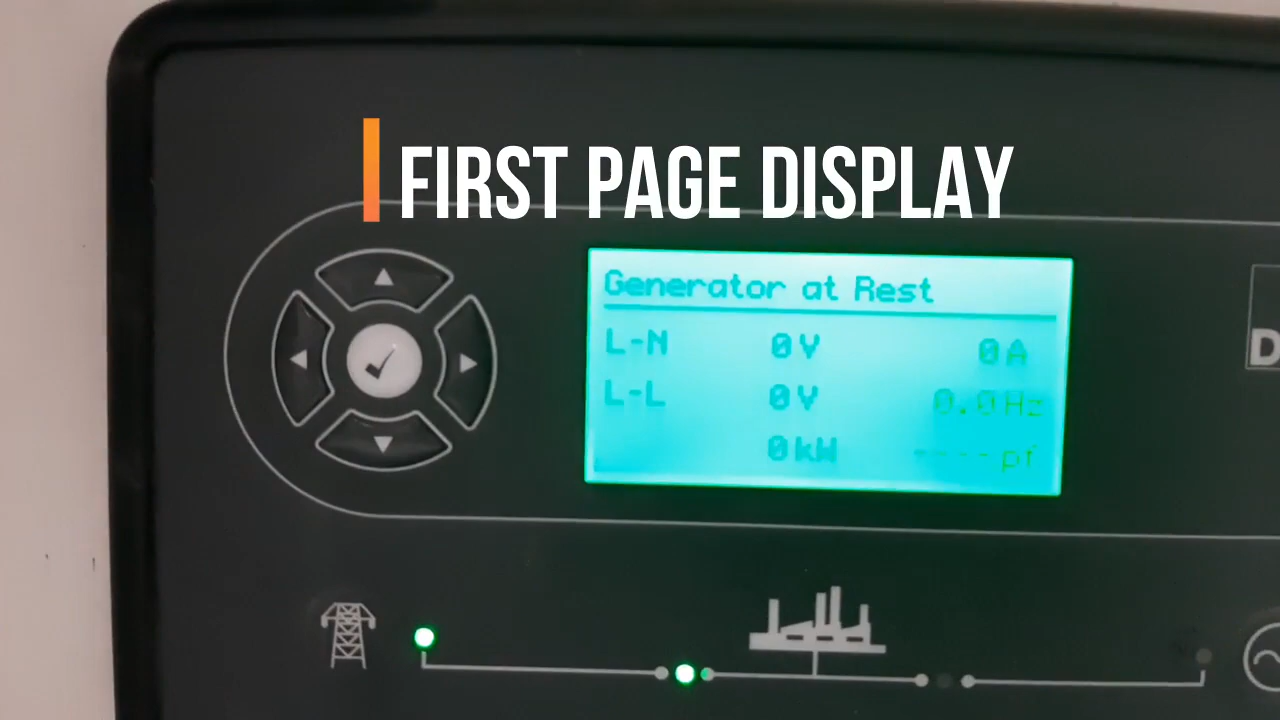 FIRST PAGE DISPLAY
Generator at Rest
L-N 0V 0A
L-L 0V 0.0Hz
0kW ----pf
D